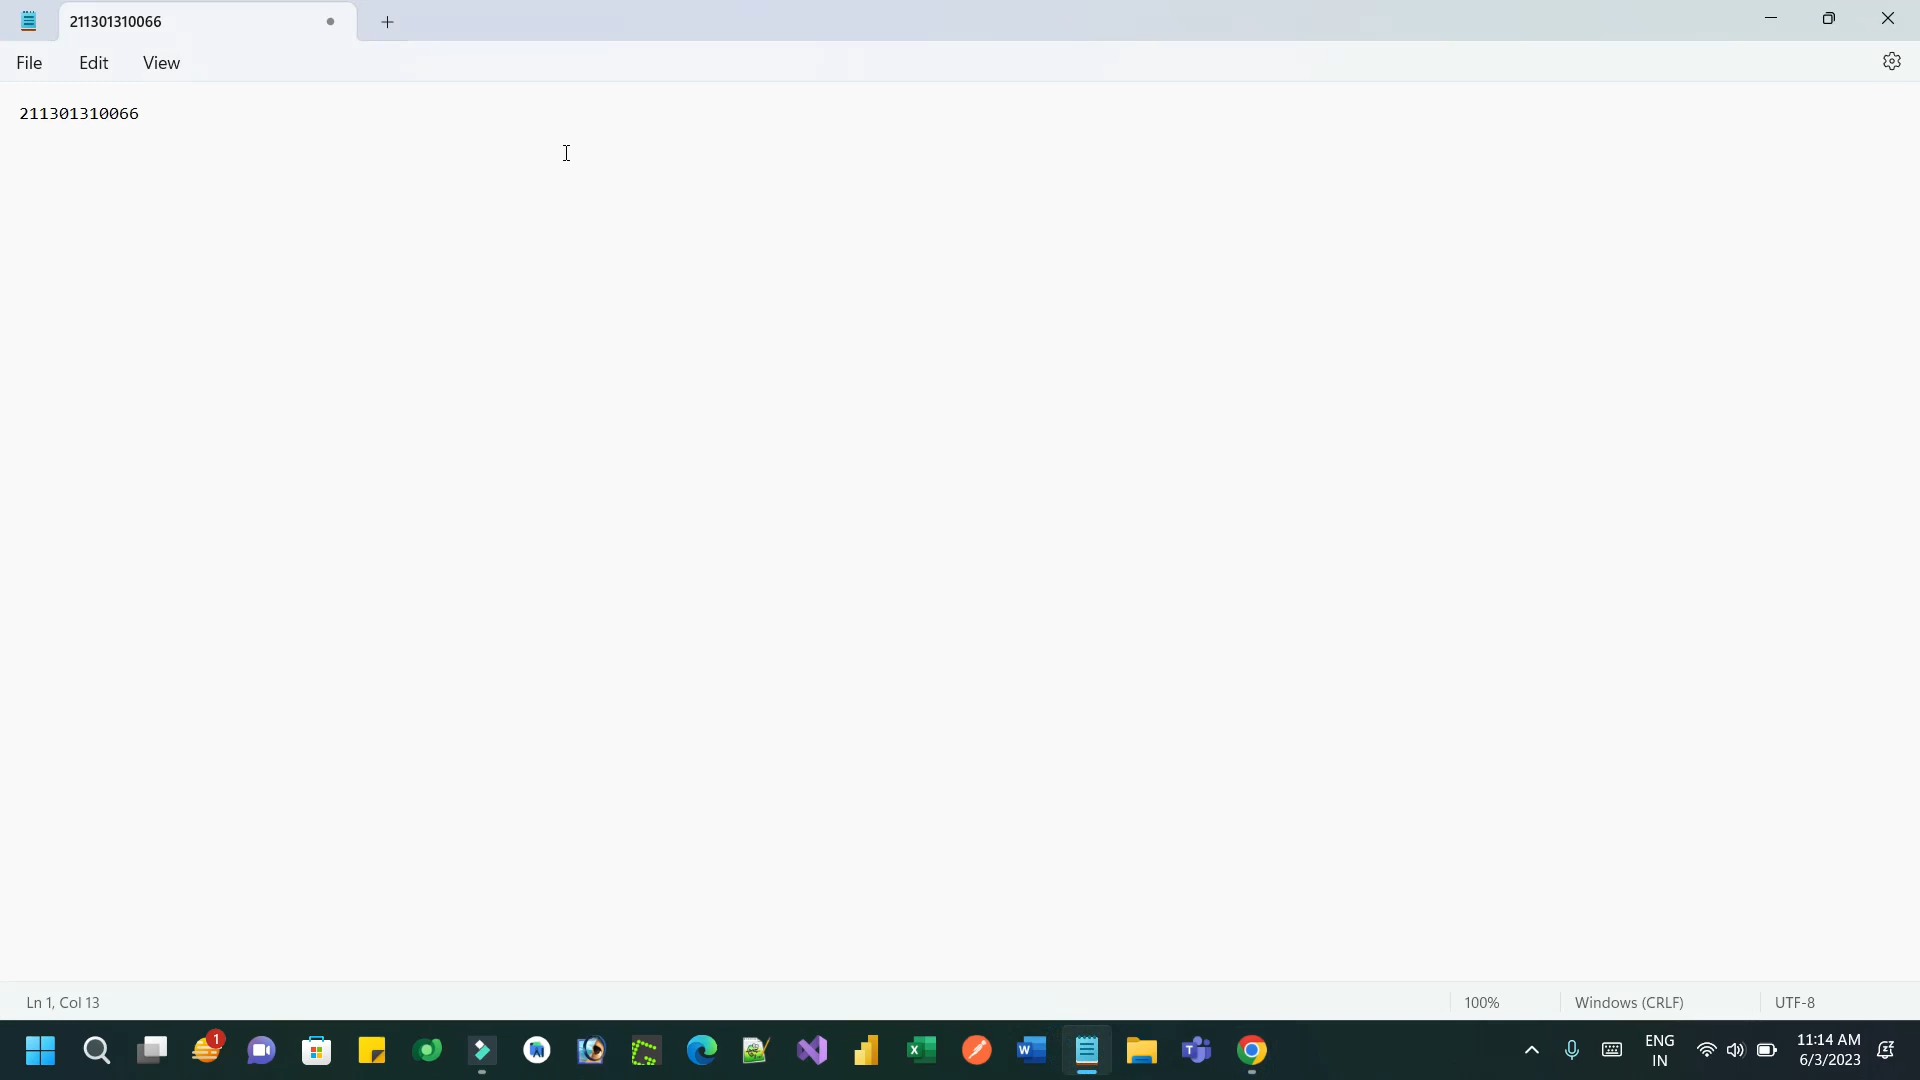 211301310066
File Edit View
211301310066
Ln 1, Col 13 100% Windows (CRLF) UTF-8
1
ENG 11:14 AM
IN 6/3/2023